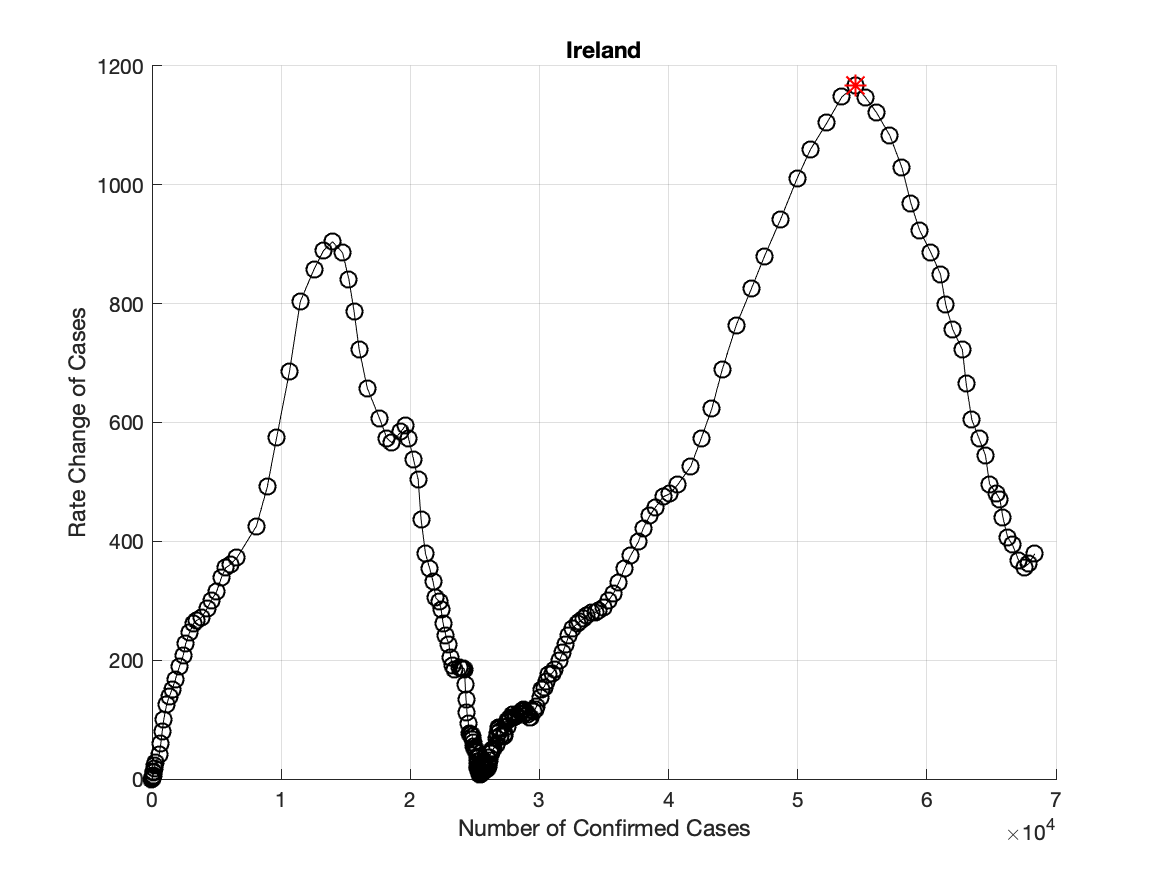 Ireland
1200
1000
800
600
400
200
0
Rate Change of Cases
0 1 2 3 4 5 6 7
Number of Confirmed Cases
×10^4